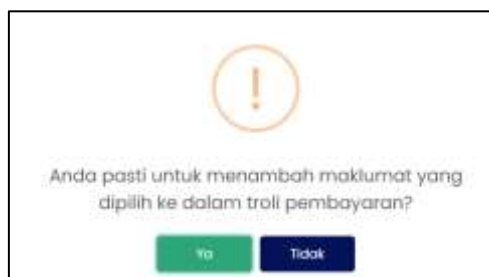 !
Anda pasti untuk menambah maklumat yang
dipilih ke dalam troli pembayaran?
Ya
Tidak